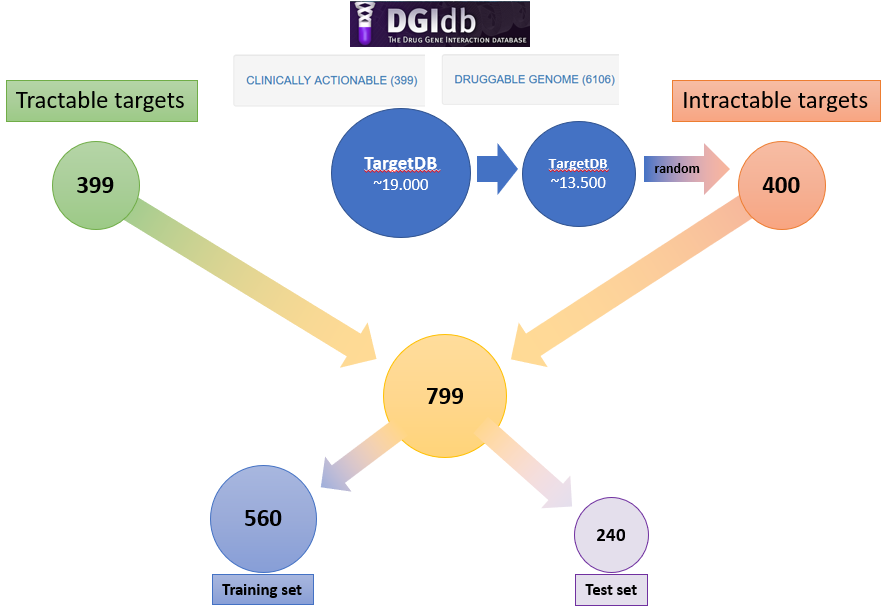 DGIdb
THE DRUG GENE INTERACTION DATABASE
CLINICALLY ACTIONABLE (399)
DRUGGABLE GENOME (6106)
Tractable targets
Intractable targets
TargetDB
~19.000
TargetDB
~13.500
random
399
400
799
560
240
Training set
Test set